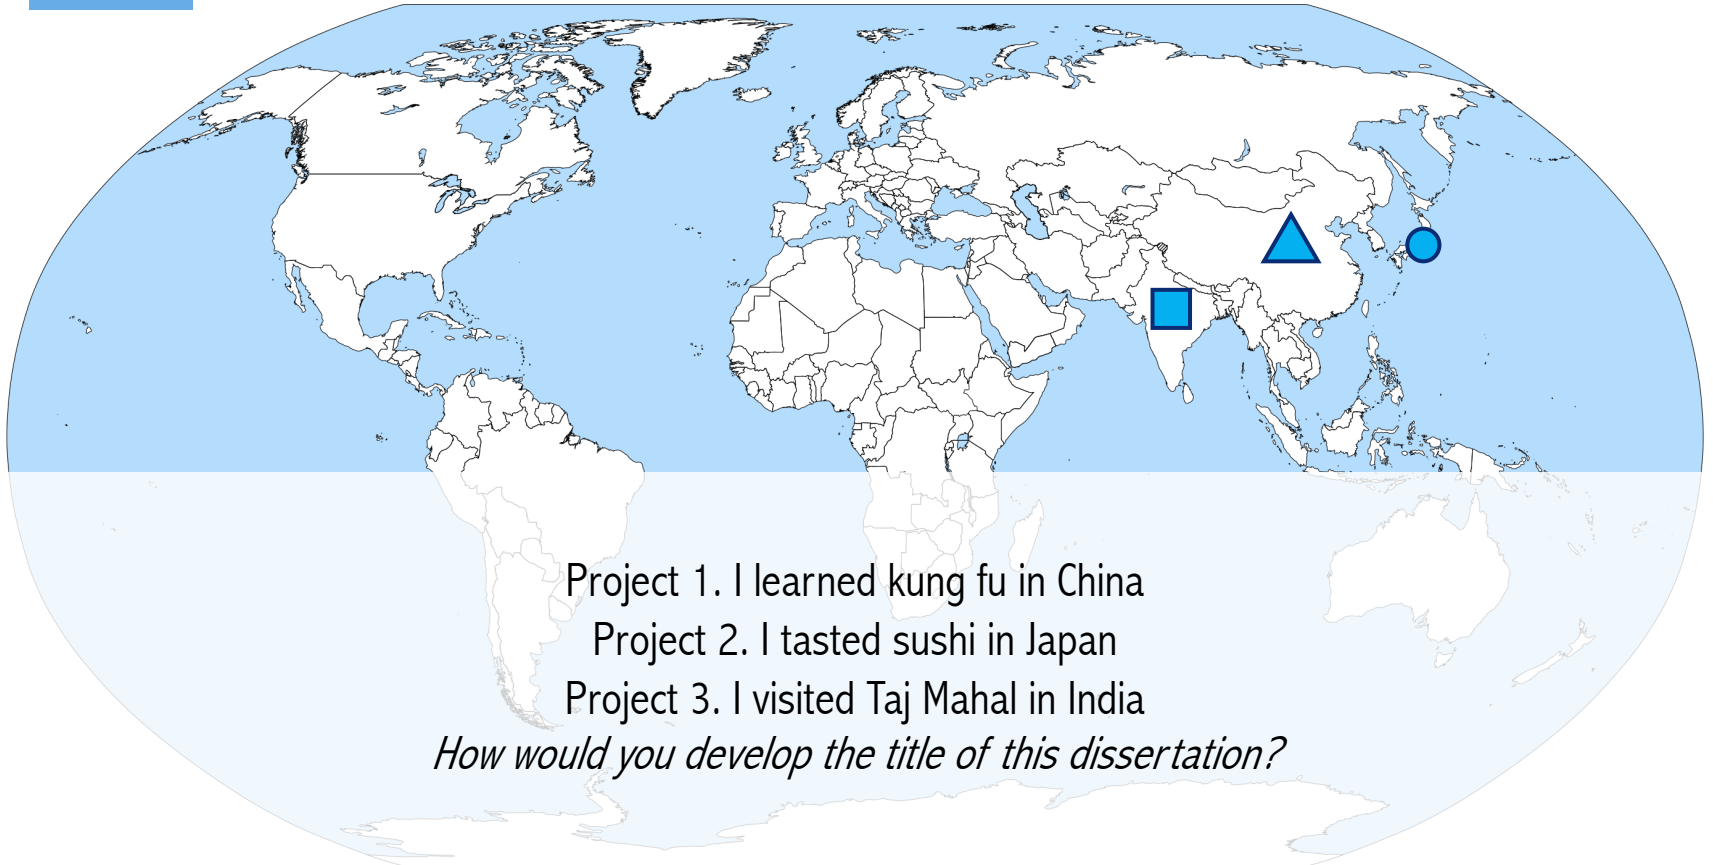 Project 1. I learned kung fu in China
Project 2. I tasted sushi in Japan
Project 3. I visited Taj Mahal in India
How would you develop the title of this dissertation?